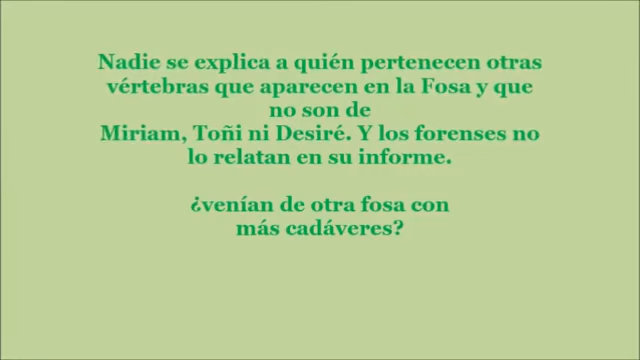 Nadie se explica a quién pertenecen otras
vértebras que aparecen en la Fosa y que
no son de
Miriam, Toñi ni Desiré. Y los forenses no
lo relatan en su informe.
¿venían de otra fosa con
más cadáveres?